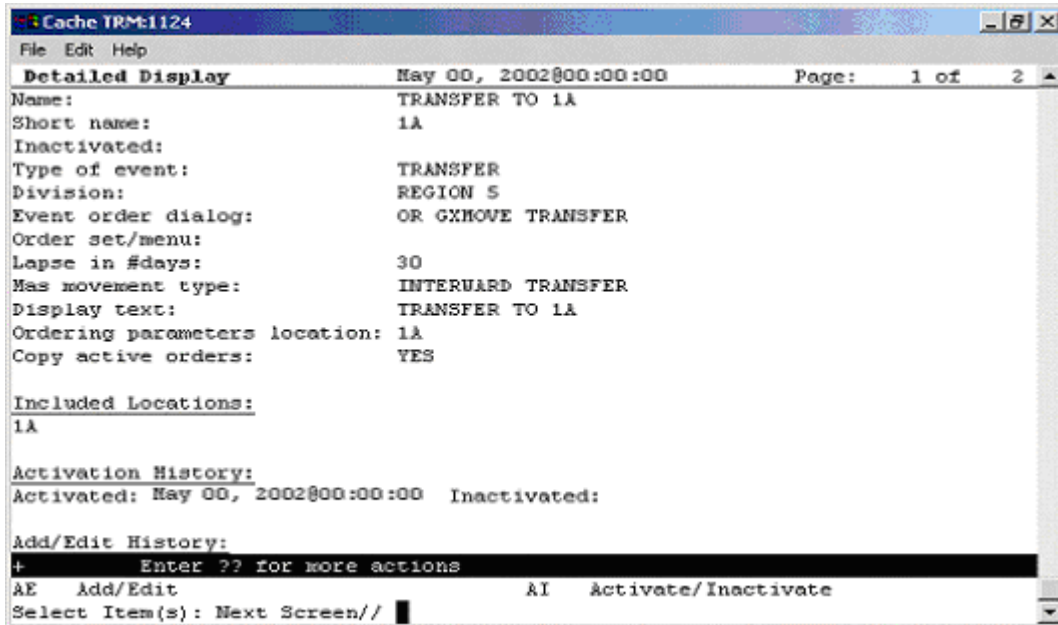 Cache TRM:1124
File Edit Help
Detailed Display May 00, 2002@00:00:00 Page: 1 of 2
Name: TRANSFER TO 1A
Short name: 1A
Inactivated:
Type of event: TRANSFER
Division: REGION 5
Event order dialog: OR GXMOVE TRANSFER
Order set/menu:
Lapse in #days: 30
Mas movement type: INTERWARD TRANSFER
Display text: TRANSFER TO 1A
Ordering parameters location: 1A
Copy active orders: YES
Included Locations:
1A
Activation History:
Activated: May 00, 2002@00:00:00 Inactivated:
Add/Edit History:
+ Enter ?? for more actions
AE Add/Edit AI Activate/Inactivate
Select Item(s): Next Screen//